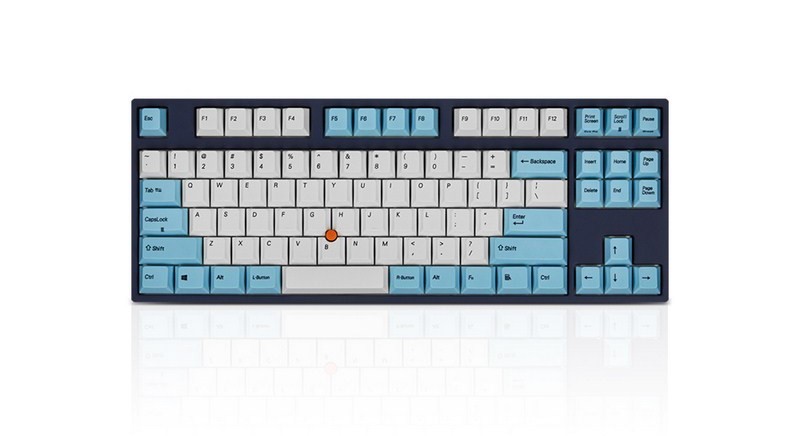 Esc F1 F2 F3 F4 F5 F6 F7 F8 F9 F10 F11 F12 Print Screen Scroll Lock Pause
~ ! @ # $ % ^ & * ( ) _ +
` 1 2 3 4 5 6 7 8 9 0 - = ← Backspace Insert Home Page Up
Tab Q W E R T Y U I O P { [ } ] | \ Delete End Page Down
CapsLock A S D F G H J K L : ; " ' Enter
⇧ Shift Z X C V B N M < , > . ? / ⇧ Shift ↑
Ctrl Alt L-Button R-Button Alt Fn Ctrl ← ↓ →